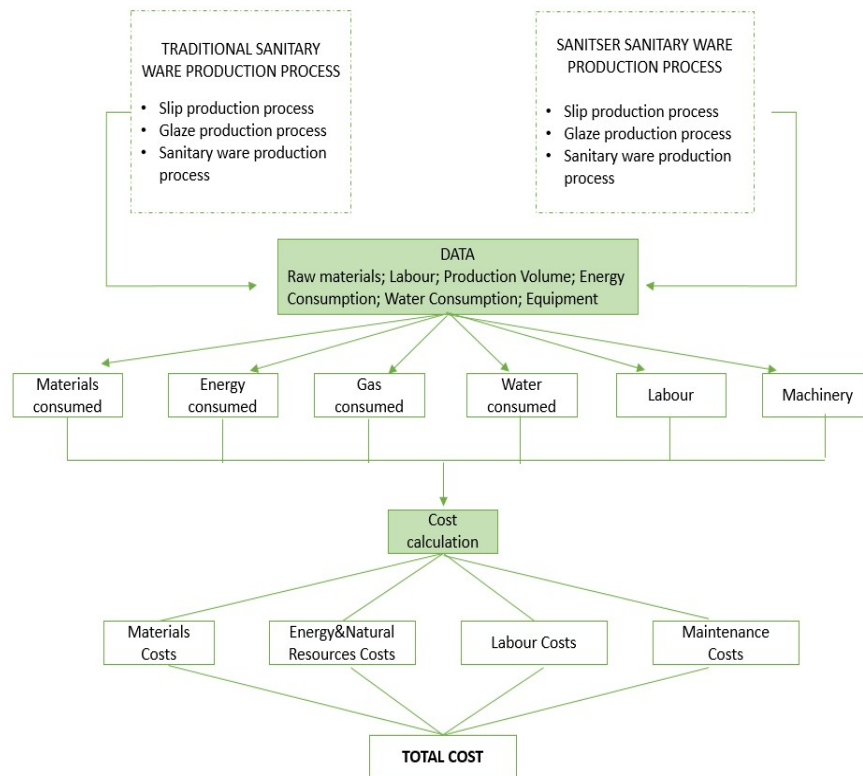 TRADITIONAL SANITARY
WARE PRODUCTION PROCESS
• Slip production process
• Glaze production process
• Sanitary ware production
process
SANITSER SANITARY WARE
PRODUCTION PROCESS
• Slip production process
• Glaze production process
• Sanitary ware production
process
DATA
Raw materials; Labour; Production Volume; Energy
Consumption; Water Consumption; Equipment
Materials
consumed
Energy
consumed
Gas
consumed
Water
consumed
Labour
Machinery
Cost
calculation
Materials
Costs
Energy&Natural
Resources Costs
Labour Costs
Maintenance
Costs
TOTAL COST